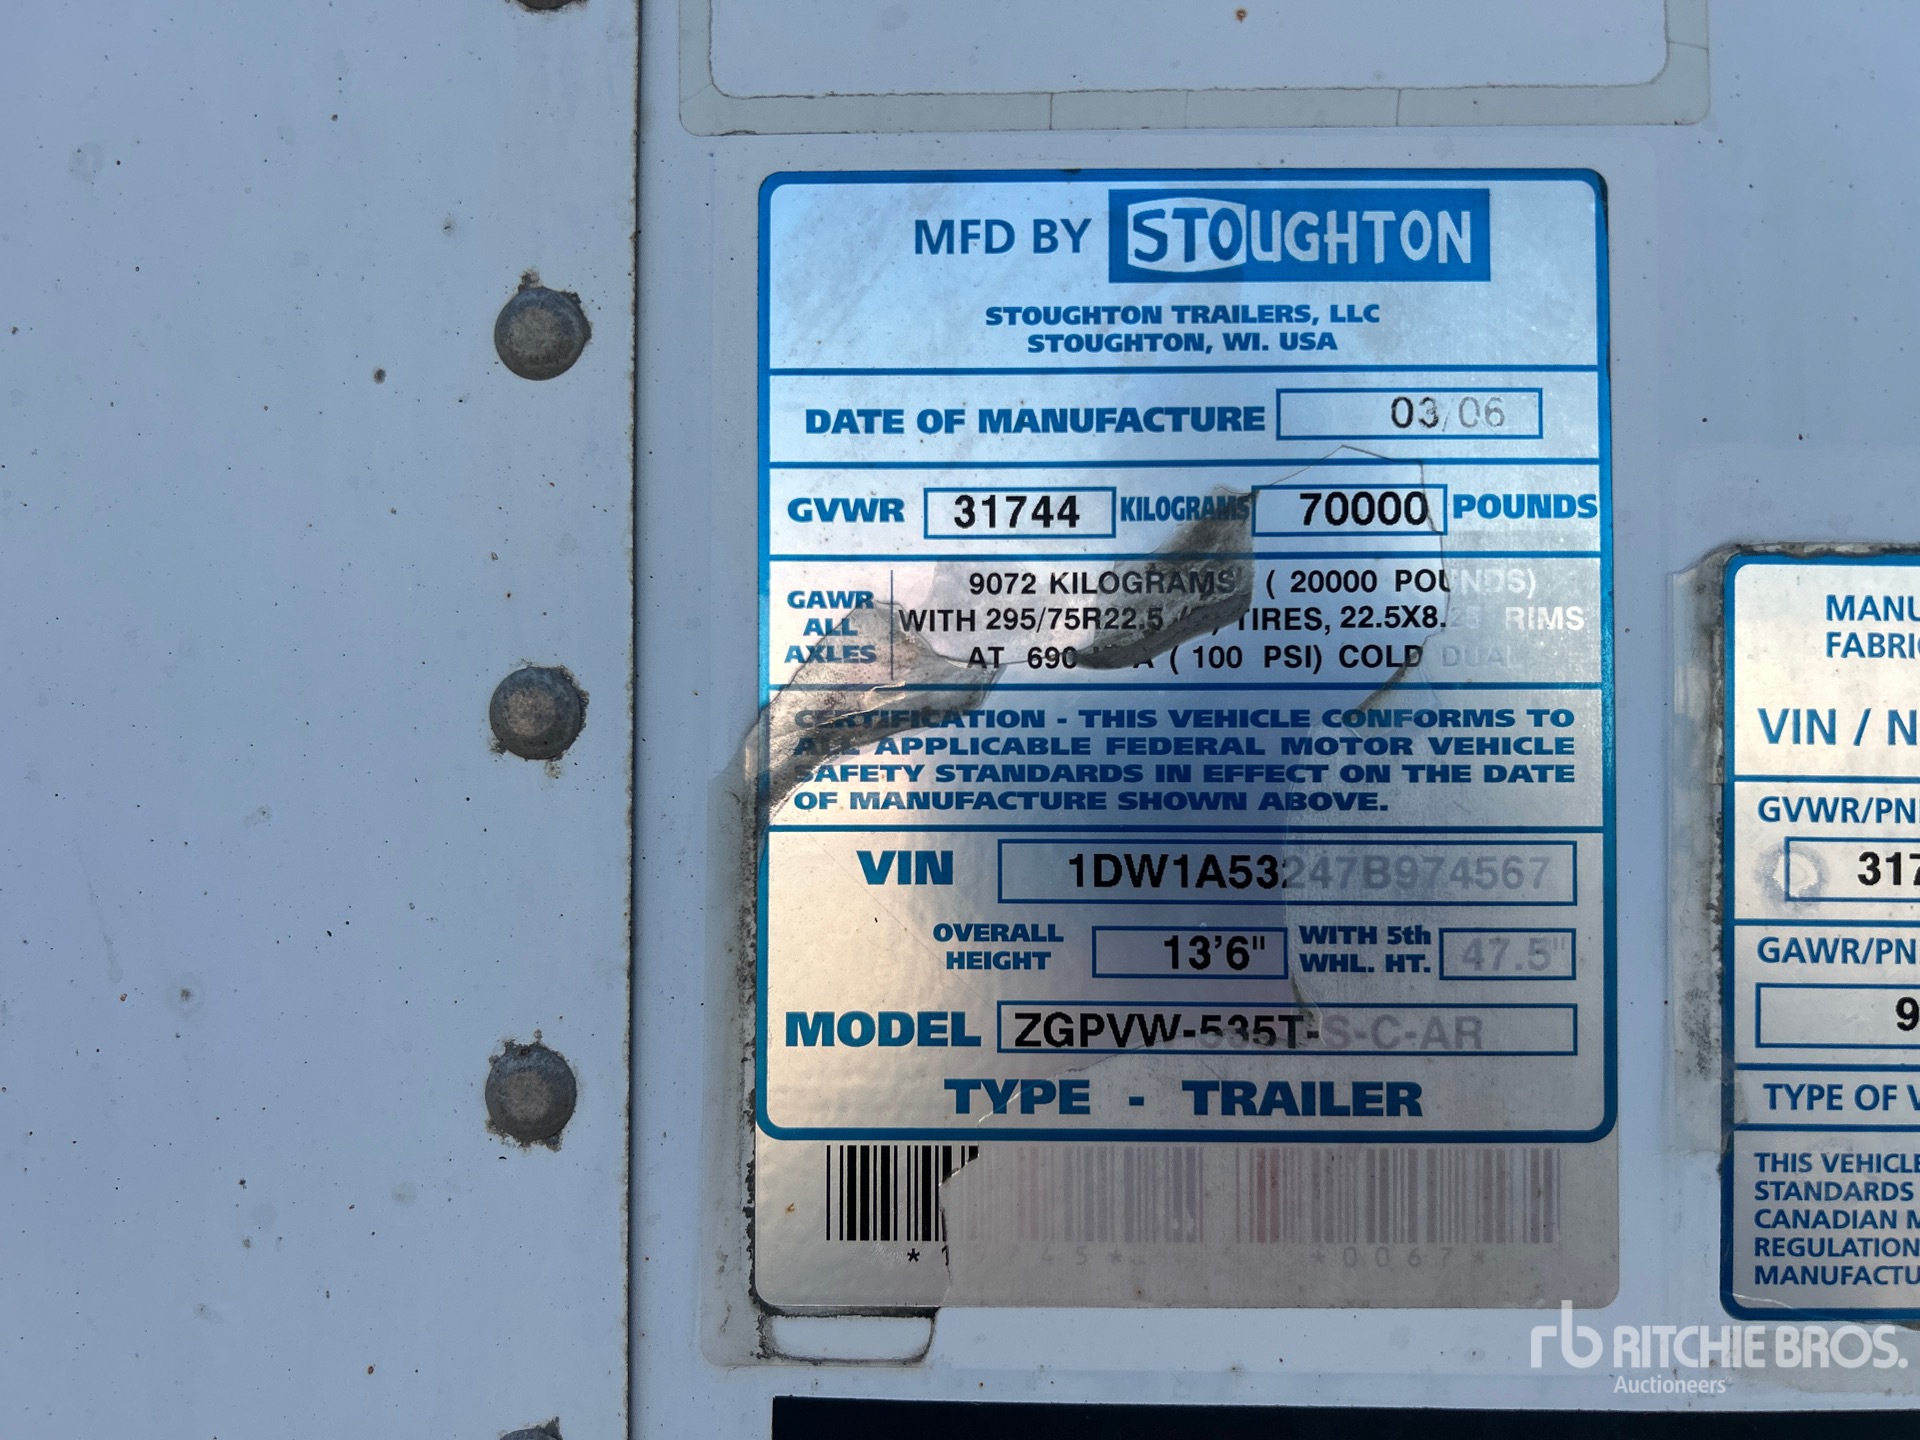 MFD BY STOUGHTON
STOUGHTON TRAILERS, LLC
STOUGHTON, WI. USA
DATE OF MANUFACTURE 03/06
GVWR 31744 KILOGRAMS 70000 POUNDS
GAWR ALL AXLES
9072 KILOGRAMS ( 20000 POUNDS)
WITH 295/75R22.5 TIRES, 22.5X8.25 RIMS
AT 690 ( 100 PSI) COLD DUAL
CERTIFICATION - THIS VEHICLE CONFORMS TO
ALL APPLICABLE FEDERAL MOTOR VEHICLE
SAFETY STANDARDS IN EFFECT ON THE DATE
OF MANUFACTURE SHOWN ABOVE.
VIN 1DW1A53247B974567
OVERALL HEIGHT 13'6" WITH 5th WHL. HT. 47.5"
MODEL ZGPVW-535T-S-C-AR
TYPE - TRAILER
*0067*
MANU
FABRI
VIN / N
GVWR/PN
317
GAWR/PN
9
TYPE OF V
THIS VEHICLE
STANDARDS
CANADIAN M
REGULATION
MANUFACTU
rb RITCHIE BROS.
Auctioneers